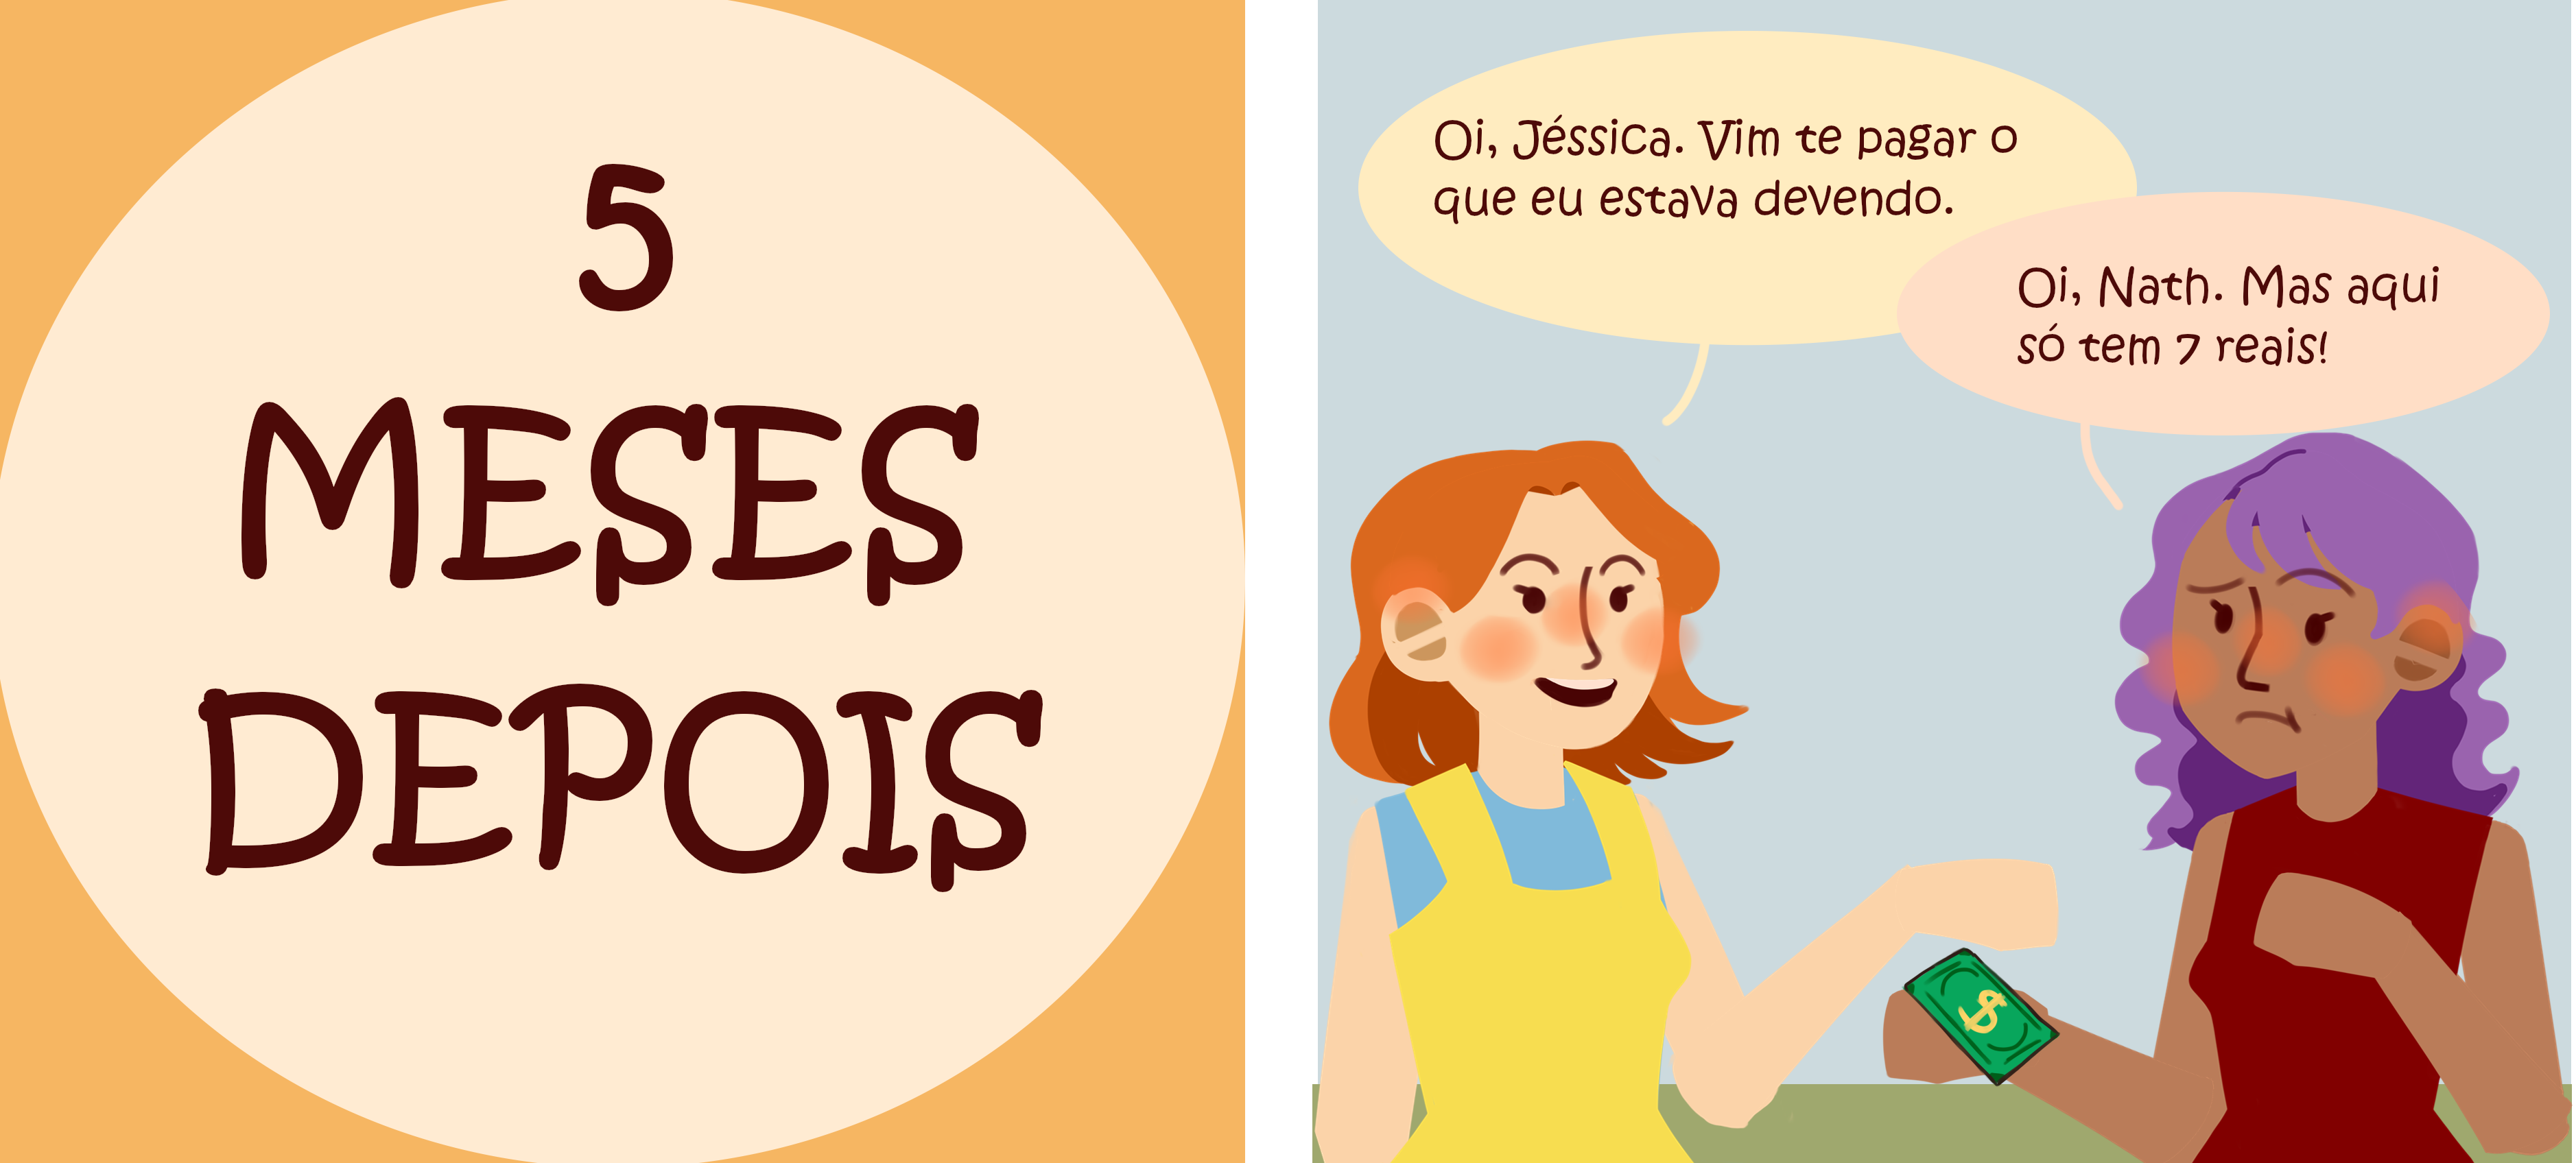 5
MESES
DEPOIS
Oi, Jéssica. Vim te pagar o
que eu estava devendo.
Oi, Nath. Mas aqui
só tem 7 reais!
$